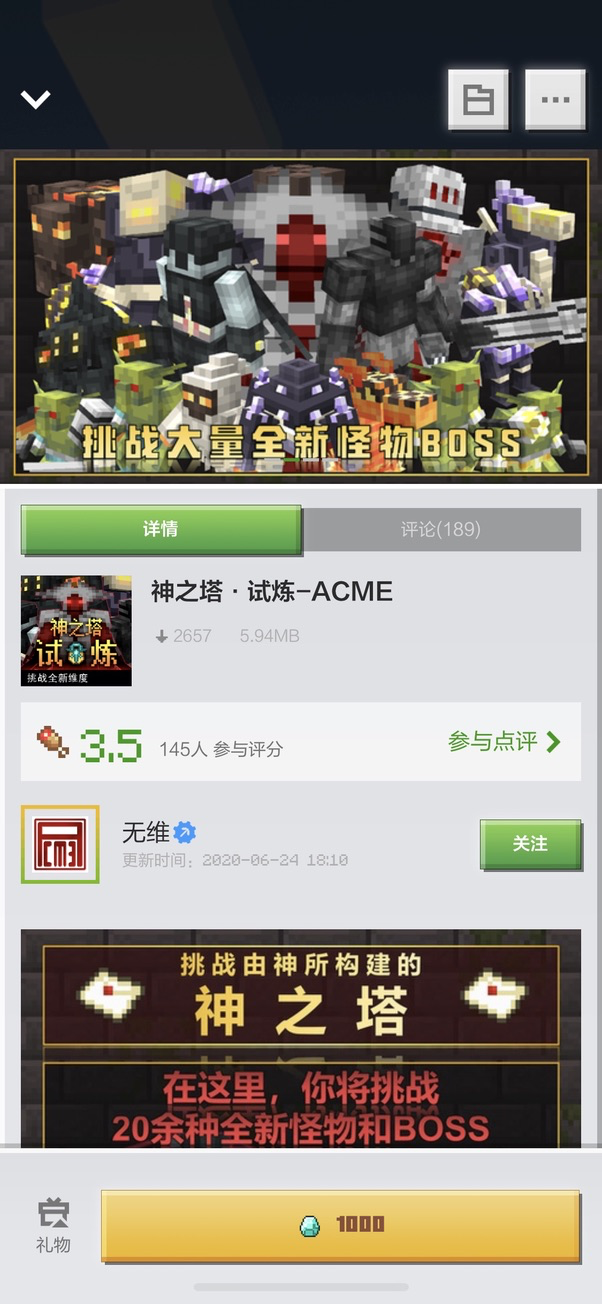 挑战大量全新怪物BOSS
详情
评论(189)
神之塔
试炼
挑战全新维度
神之塔·试炼-ACME
2657 5.94MB
3.5 145人 参与评分
参与点评
无维
更新时间：2020-06-24 18:10
关注
挑战由神所构建的
神之塔
在这里，你将挑战
20余种全新怪物和BOSS
礼物
1000